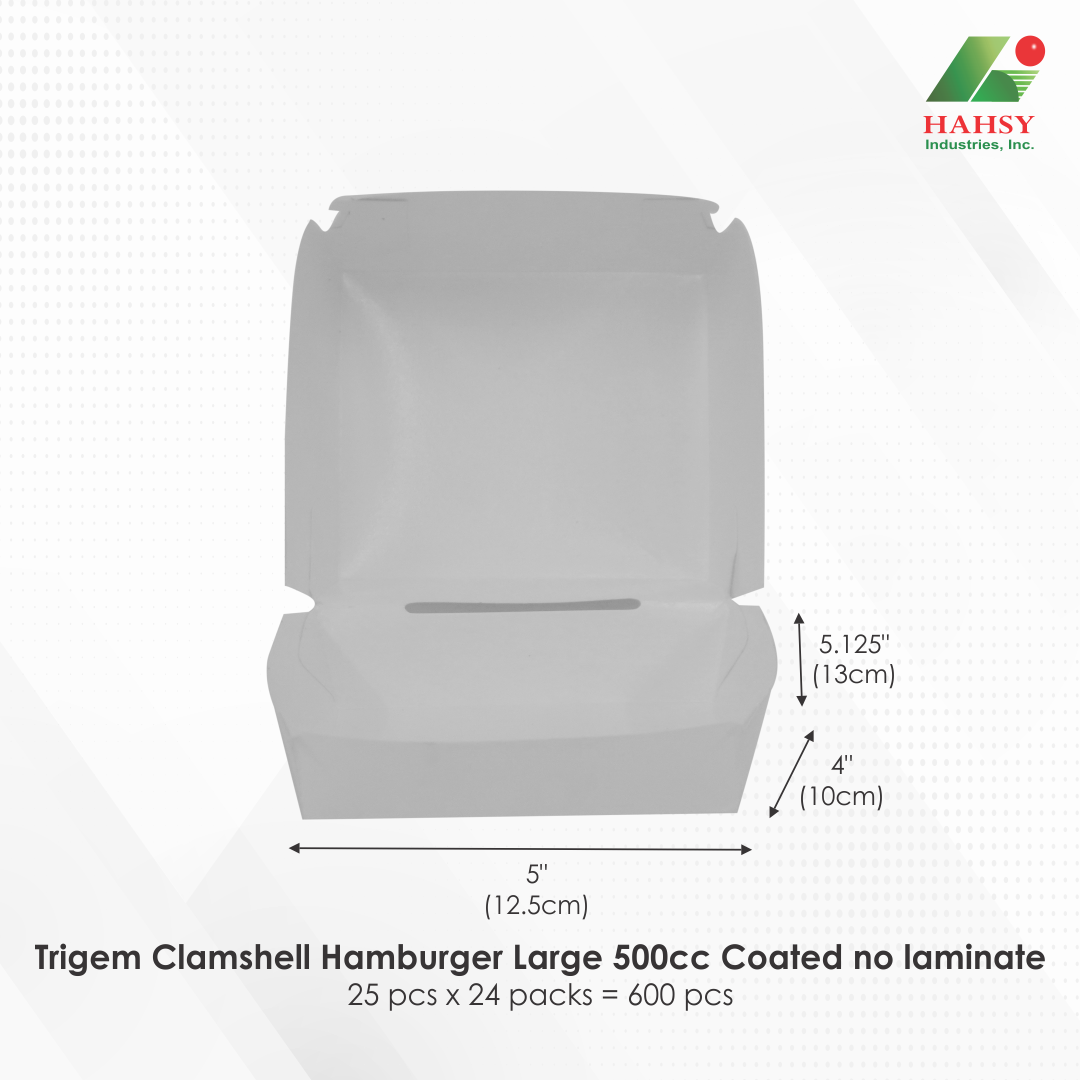 HAHSY
Industries, Inc.
5.125"
(13cm)
4"
(10cm)
5"
(12.5cm)
Trigem Clamshell Hamburger Large 500cc Coated no laminate
25 pcs x 24 packs = 600 pcs